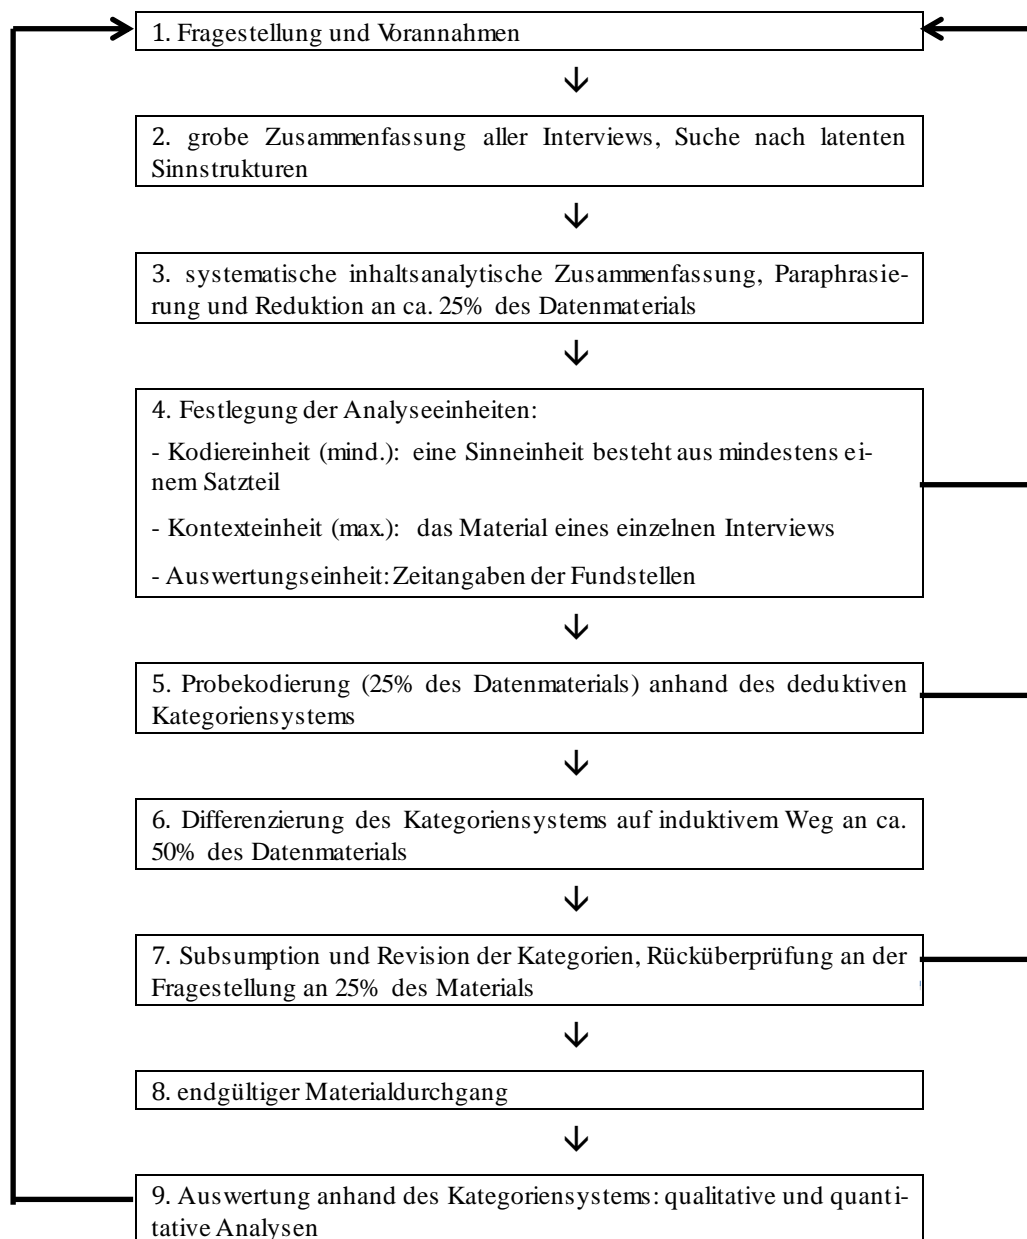 1. Fragestellung und Vorannahmen
↓
2. grobe Zusammenfassung aller Interviews, Suche nach latenten
Sinnstrukturen
↓
3. systematische inhaltsanalytische Zusammenfassung, Paraphrasie-
rung und Reduktion an ca. 25% des Datenmaterials
↓
4. Festlegung der Analyseeinheiten:
- Kodiereinheit (mind.): eine Sinneinheit besteht aus mindestens ei-
nem Satzteil
- Kontexteinheit (max.): das Material eines einzelnen Interviews
- Auswertungseinheit: Zeitangaben der Fundstellen
↓
5. Probekodierung (25% des Datenmaterials) anhand des deduktiven
Kategoriensystems
↓
6. Differenzierung des Kategoriensystems auf induktivem Weg an ca.
50% des Datenmaterials
↓
7. Subsumption und Revision der Kategorien, Rücküberprüfung an der
Fragestellung an 25% des Materials
↓
8. endgültiger Materialdurchgang
↓
9. Auswertung anhand des Kategoriensystems: qualitative und quanti-
tative Analysen